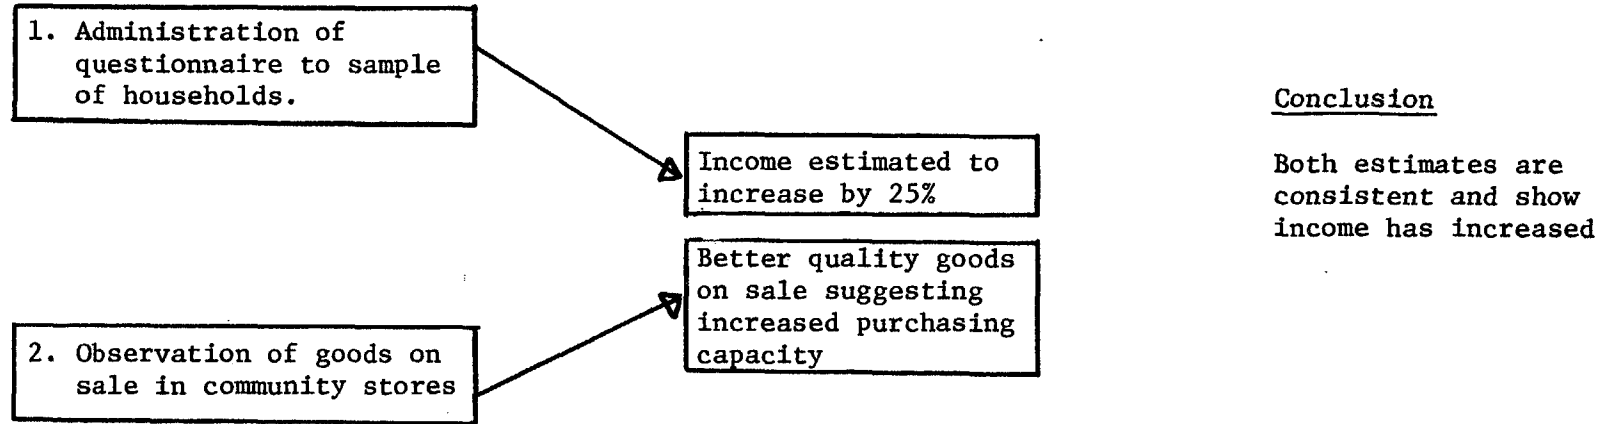 1. Administration of
questionnaire to sample
of households.
Income estimated to
increase by 25%
Better quality goods
on sale suggesting
increased purchasing
capacity
2. Observation of goods on
sale in community stores
Conclusion
Both estimates are
consistent and show
income has increased